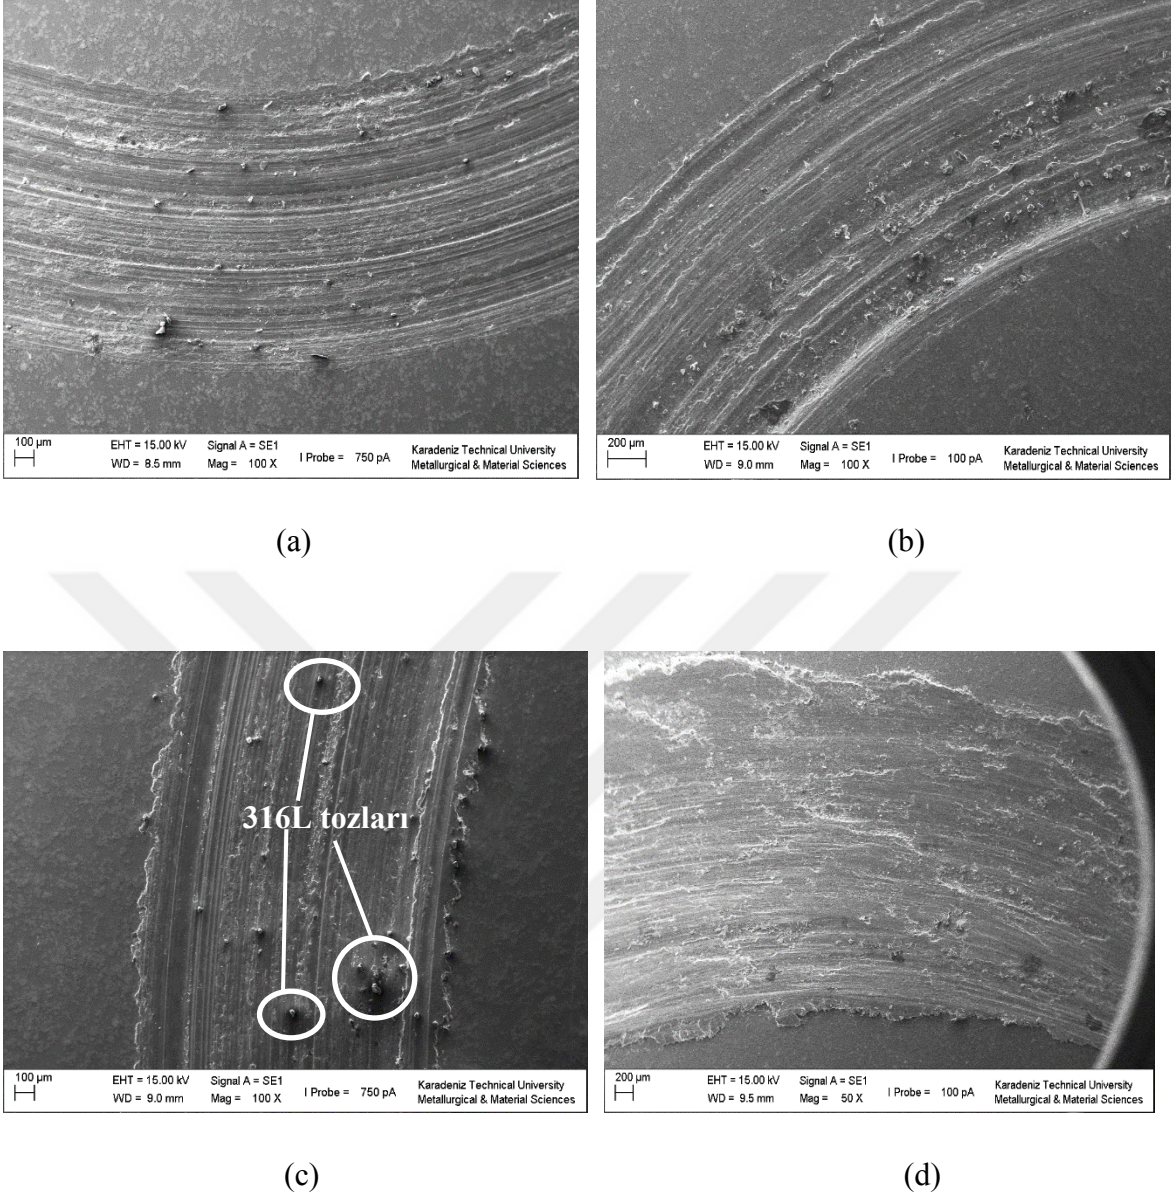 100 µm
EHT = 15.00 kV Signal A = SE1
WD = 8.5 mm Mag = 100 X
I Probe = 750 pA
Karadeniz Technical University
Metallurgical & Material Sciences
200 µm
EHT = 15.00 kV Signal A = SE1
WD = 9.0 mm Mag = 100 X
I Probe = 100 pA
Karadeniz Technical University
Metallurgical & Material Sciences
(a)
(b)
316L tozları
100 µm
EHT = 15.00 kV Signal A = SE1
WD = 9.0 mm Mag = 100 X
I Probe = 750 pA
Karadeniz Technical University
Metallurgical & Material Sciences
200 µm
EHT = 15.00 kV Signal A = SE1
WD = 9.5 mm Mag = 50 X
I Probe = 100 pA
Karadeniz Technical University
Metallurgical & Material Sciences
(c)
(d)